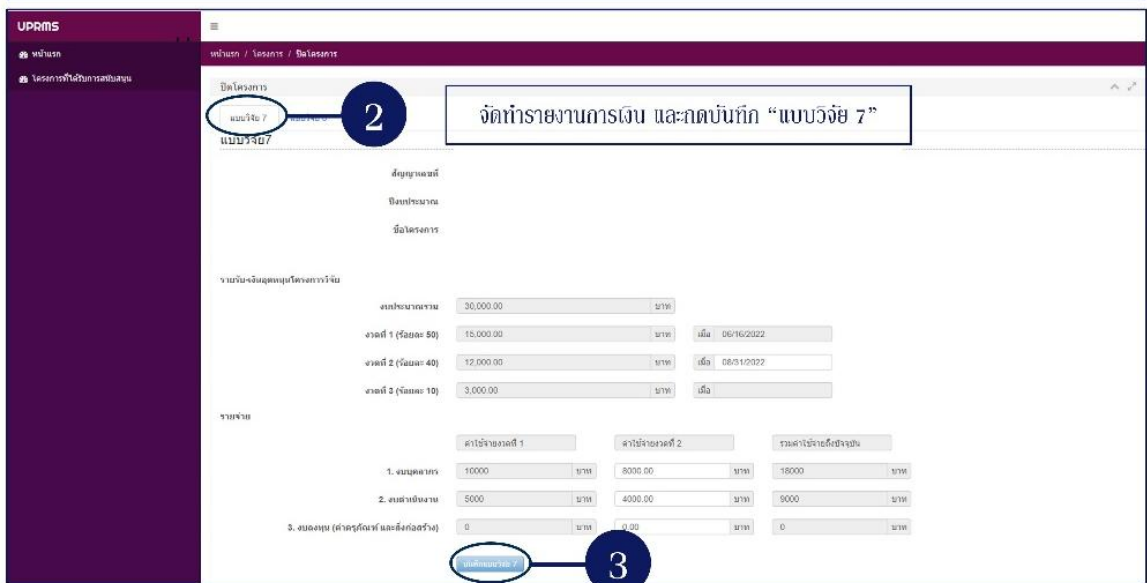 UPRMS
หน้าแรก
โครงการที่ได้รับการสนับสนุน
หน้าแรก / โครงการ / ปิดโครงการ
ปิดโครงการ
แบบวิจัย 7
2
จัดทำรายงานการเงิน และกดบันทึก “แบบวิจัย 7”
แบบวิจัย7
สัญญาเลขที่
ปีงบประมาณ
ชื่อโครงการ
รายรับ-เงินอุดหนุนโครงการวิจัย
งบประมาณรวม 30,000.00 บาท
งวดที่ 1 (ร้อยละ 50) 15,000.00 บาท เมื่อ 06/16/2022
งวดที่ 2 (ร้อยละ 40) 12,000.00 บาท เมื่อ 08/31/2022
งวดที่ 3 (ร้อยละ 10) 3,000.00 บาท เมื่อ
รายจ่าย
ค่าใช้จ่ายงวดที่ 1 ค่าใช้จ่ายงวดที่ 2 รวมค่าใช้จ่ายถึงปัจจุบัน
1. งบบุคลากร 10000 บาท 8000.00 บาท 18000 บาท
2. งบดำเนินงาน 5000 บาท 4000.00 บาท 9000 บาท
3. งบลงทุน (ค่าครุภัณฑ์ และสิ่งก่อสร้าง) 0 บาท 0.00 บาท 0 บาท
บันทึกแบบวิจัย 7
3